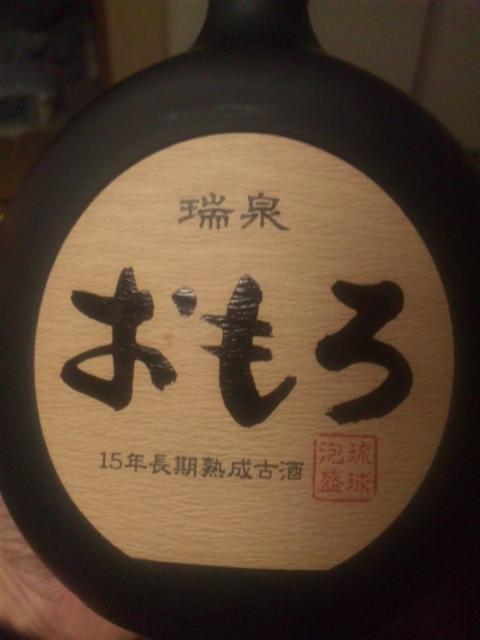 瑞泉
おもろ
15年長期熟成古酒
琉球
泡盛